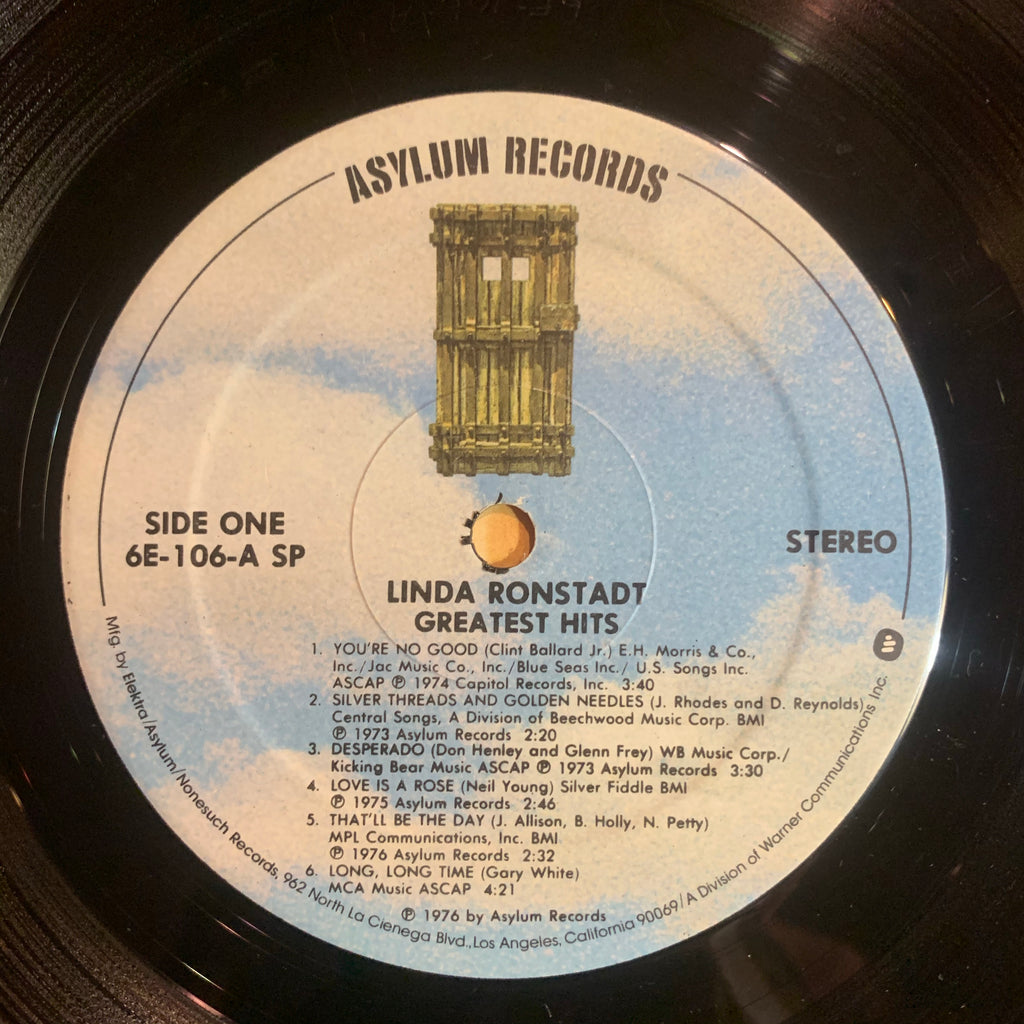 ASYLUM RECORDS
SIDE ONE
6E-106-A SP
STEREO
LINDA RONSTADT
GREATEST HITS
1. YOU'RE NO GOOD (Clint Ballard Jr.) E.H. Morris & Co.,
Inc./Jac Music Co., Inc./Blue Seas Inc./ U.S. Songs Inc.
ASCAP ℗ 1974 Capitol Records, Inc. 3:40
2. SILVER THREADS AND GOLDEN NEEDLES (J. Rhodes and D. Reynolds)
Central Songs, A Division of Beechwood Music Corp. BMI
℗ 1973 Asylum Records 2:20
3. DESPERADO (Don Henley and Glenn Frey) WB Music Corp./
Kicking Bear Music ASCAP ℗ 1973 Asylum Records 3:30
4. LOVE IS A ROSE (Neil Young) Silver Fiddle BMI
℗ 1975 Asylum Records 2:46
5. THAT'LL BE THE DAY (J. Allison, B. Holly, N. Petty)
MPL Communications, Inc. BMI
℗ 1976 Asylum Records 2:32
6. LONG, LONG TIME (Gary White)
MCA Music ASCAP 4:21
℗ 1976 by Asylum Records
Mfg. by Elektra/Asylum/Nonesuch Records, 962 North La Cienega Blvd., Los Angeles, California 90069/A Division of Warner Communications Inc.